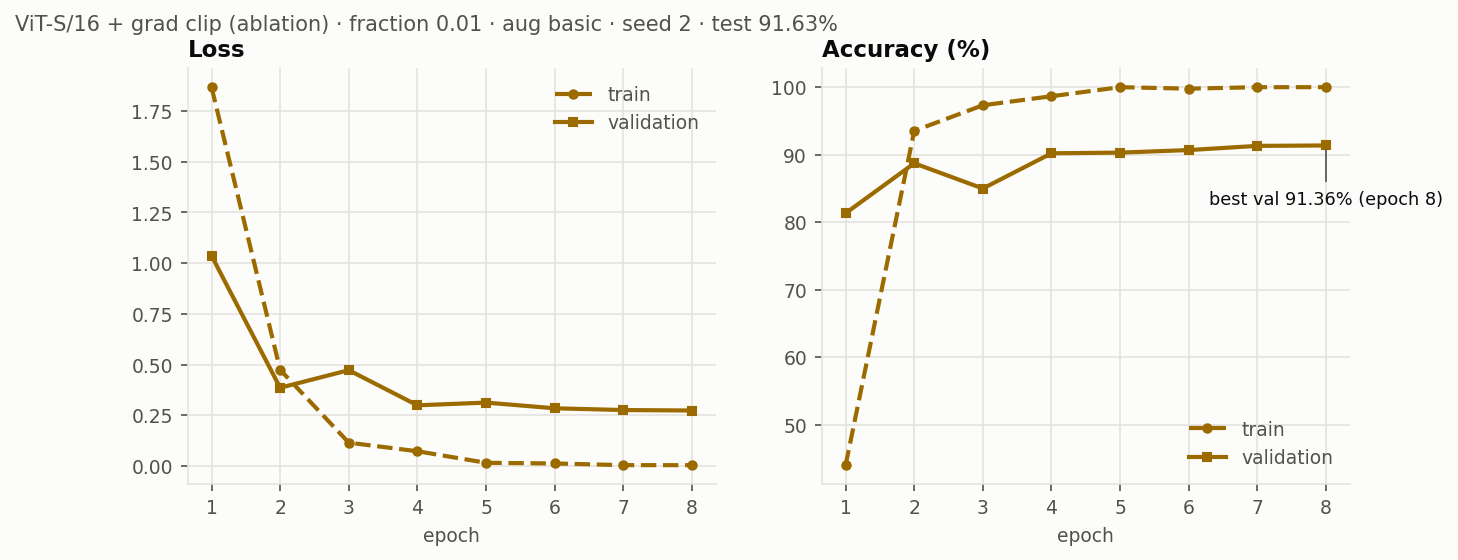 ViT-S/16 + grad clip (ablation) · fraction 0.01 · aug basic · seed 2 · test 91.63%
Loss
1.75
1.50
1.25
1.00
0.75
0.50
0.25
0.00
train
validation
1 2 3 4 5 6 7 8
epoch
Accuracy (%)
100
90
80
70
60
50
best val 91.36% (epoch 8)
train
validation
1 2 3 4 5 6 7 8
epoch